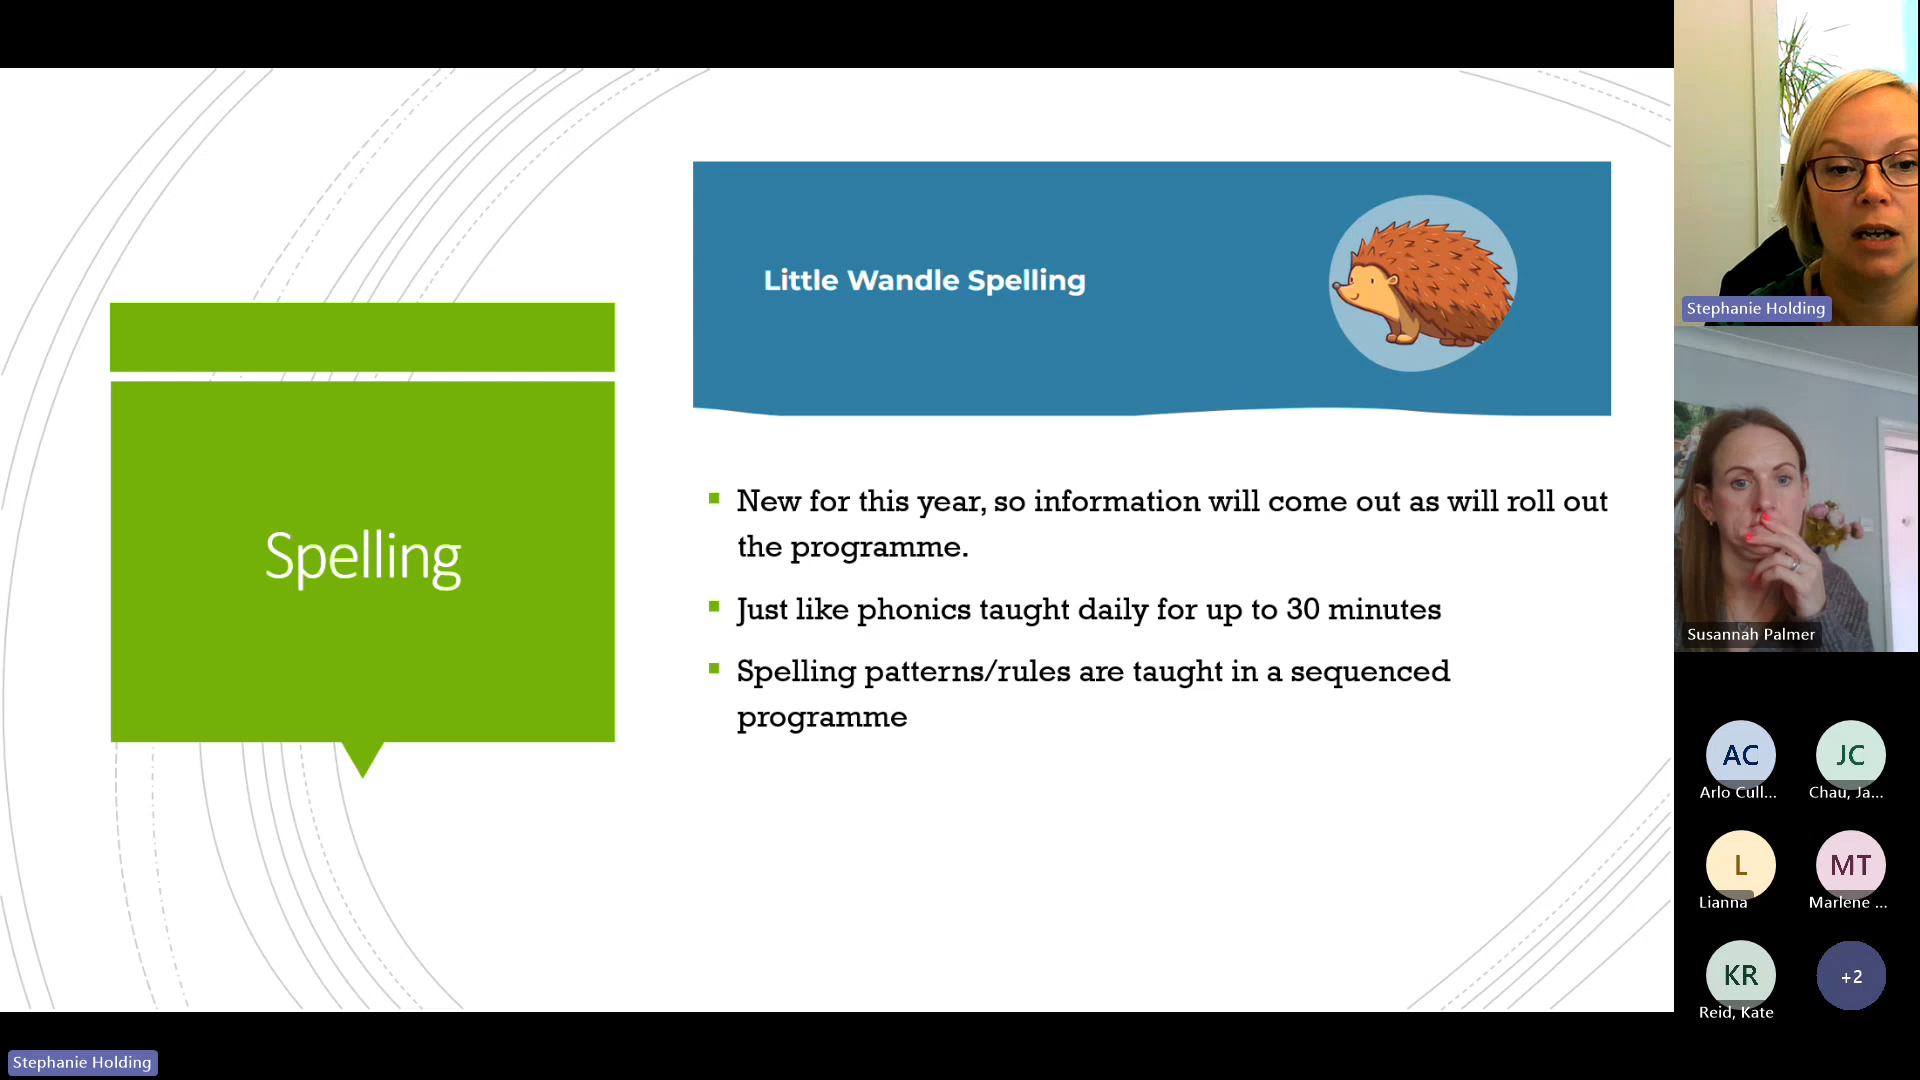 Little Wandle Spelling
Spelling
New for this year, so information will come out as will roll out
the programme.
Just like phonics taught daily for up to 30 minutes
Spelling patterns/rules are taught in a sequenced
programme
Stephanie Holding
Susannah Palmer
AC
JC
Arlo Cull...
Chau, Ja...
L
MT
Lianna
Marlene ...
KR
+2
Reid, Kate
Stephanie Holding